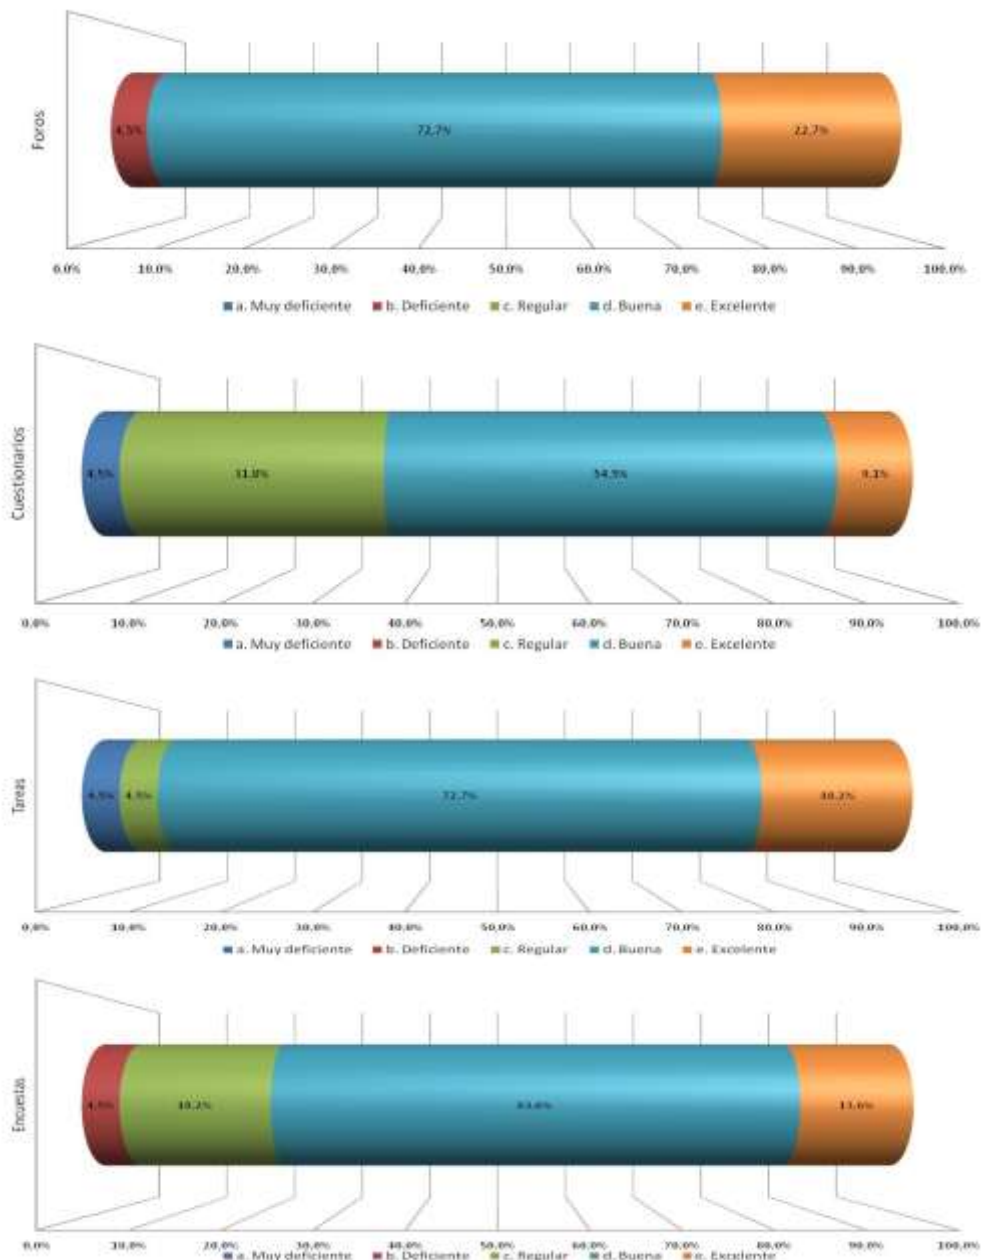 Foros
4,5% 72,7% 22,7%
0,0% 10,0% 20,0% 30,0% 40,0% 50,0% 60,0% 70,0% 80,0% 90,0% 100,0%
a. Muy deficiente b. Deficiente c. Regular d. Buena e. Excelente
Cuestionarios
4,5% 31,8% 54,5% 9,1%
0,0% 10,0% 20,0% 30,0% 40,0% 50,0% 60,0% 70,0% 80,0% 90,0% 100,0%
a. Muy deficiente b. Deficiente c. Regular d. Buena e. Excelente
Tareas
4,5% 4,5% 72,7%
0,0% 10,0% 20,0% 30,0% 40,0% 50,0% 60,0% 70,0% 80,0% 90,0% 100,0%
a. Muy deficiente b. Deficiente c. Regular d. Buena e. Excelente
Encuestas
4,5% 13,6%
0,0% 10,0% 20,0% 30,0% 40,0% 50,0% 60,0% 70,0% 80,0% 90,0% 100,0%
a. Muy deficiente b. Deficiente c. Regular d. Buena e. Excelente